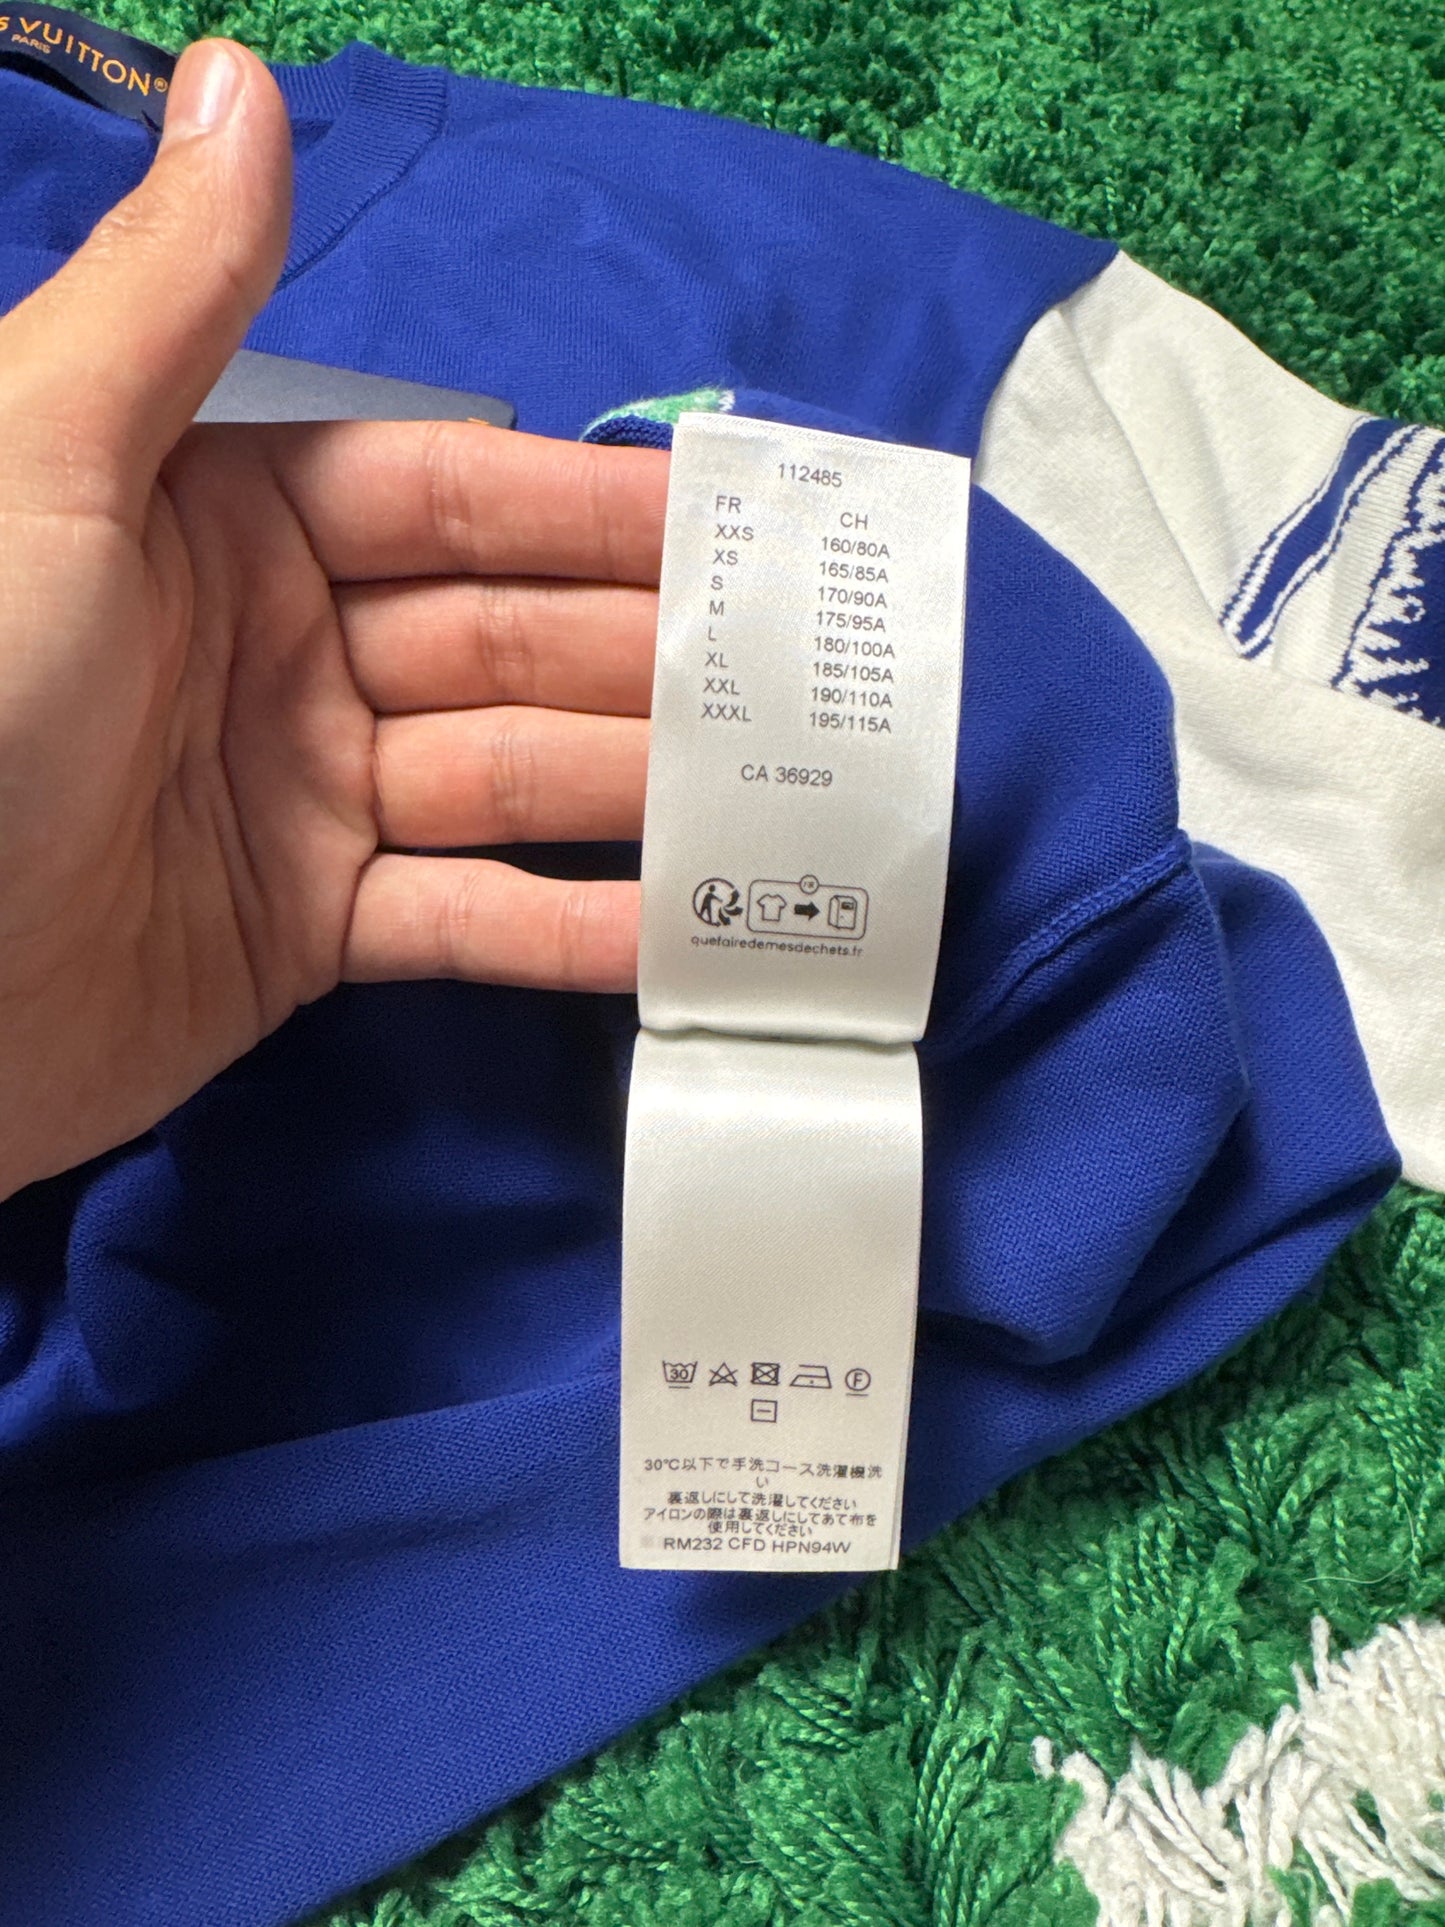 VUITTON®
PARIS
112485
FR CH
XXS 160/80A
XS 165/85A
S 170/90A
M 175/95A
L 180/100A
XL 185/105A
XXL 190/110A
XXXL 195/115A
CA 36929
quefairedemesdechets.fr
30
F
30℃以下で手洗コース洗濯機洗
い
裏返しにして洗濯してください
アイロンの際は裏返しにしてあて布を
使用してください
RM232 CFD HPN94W